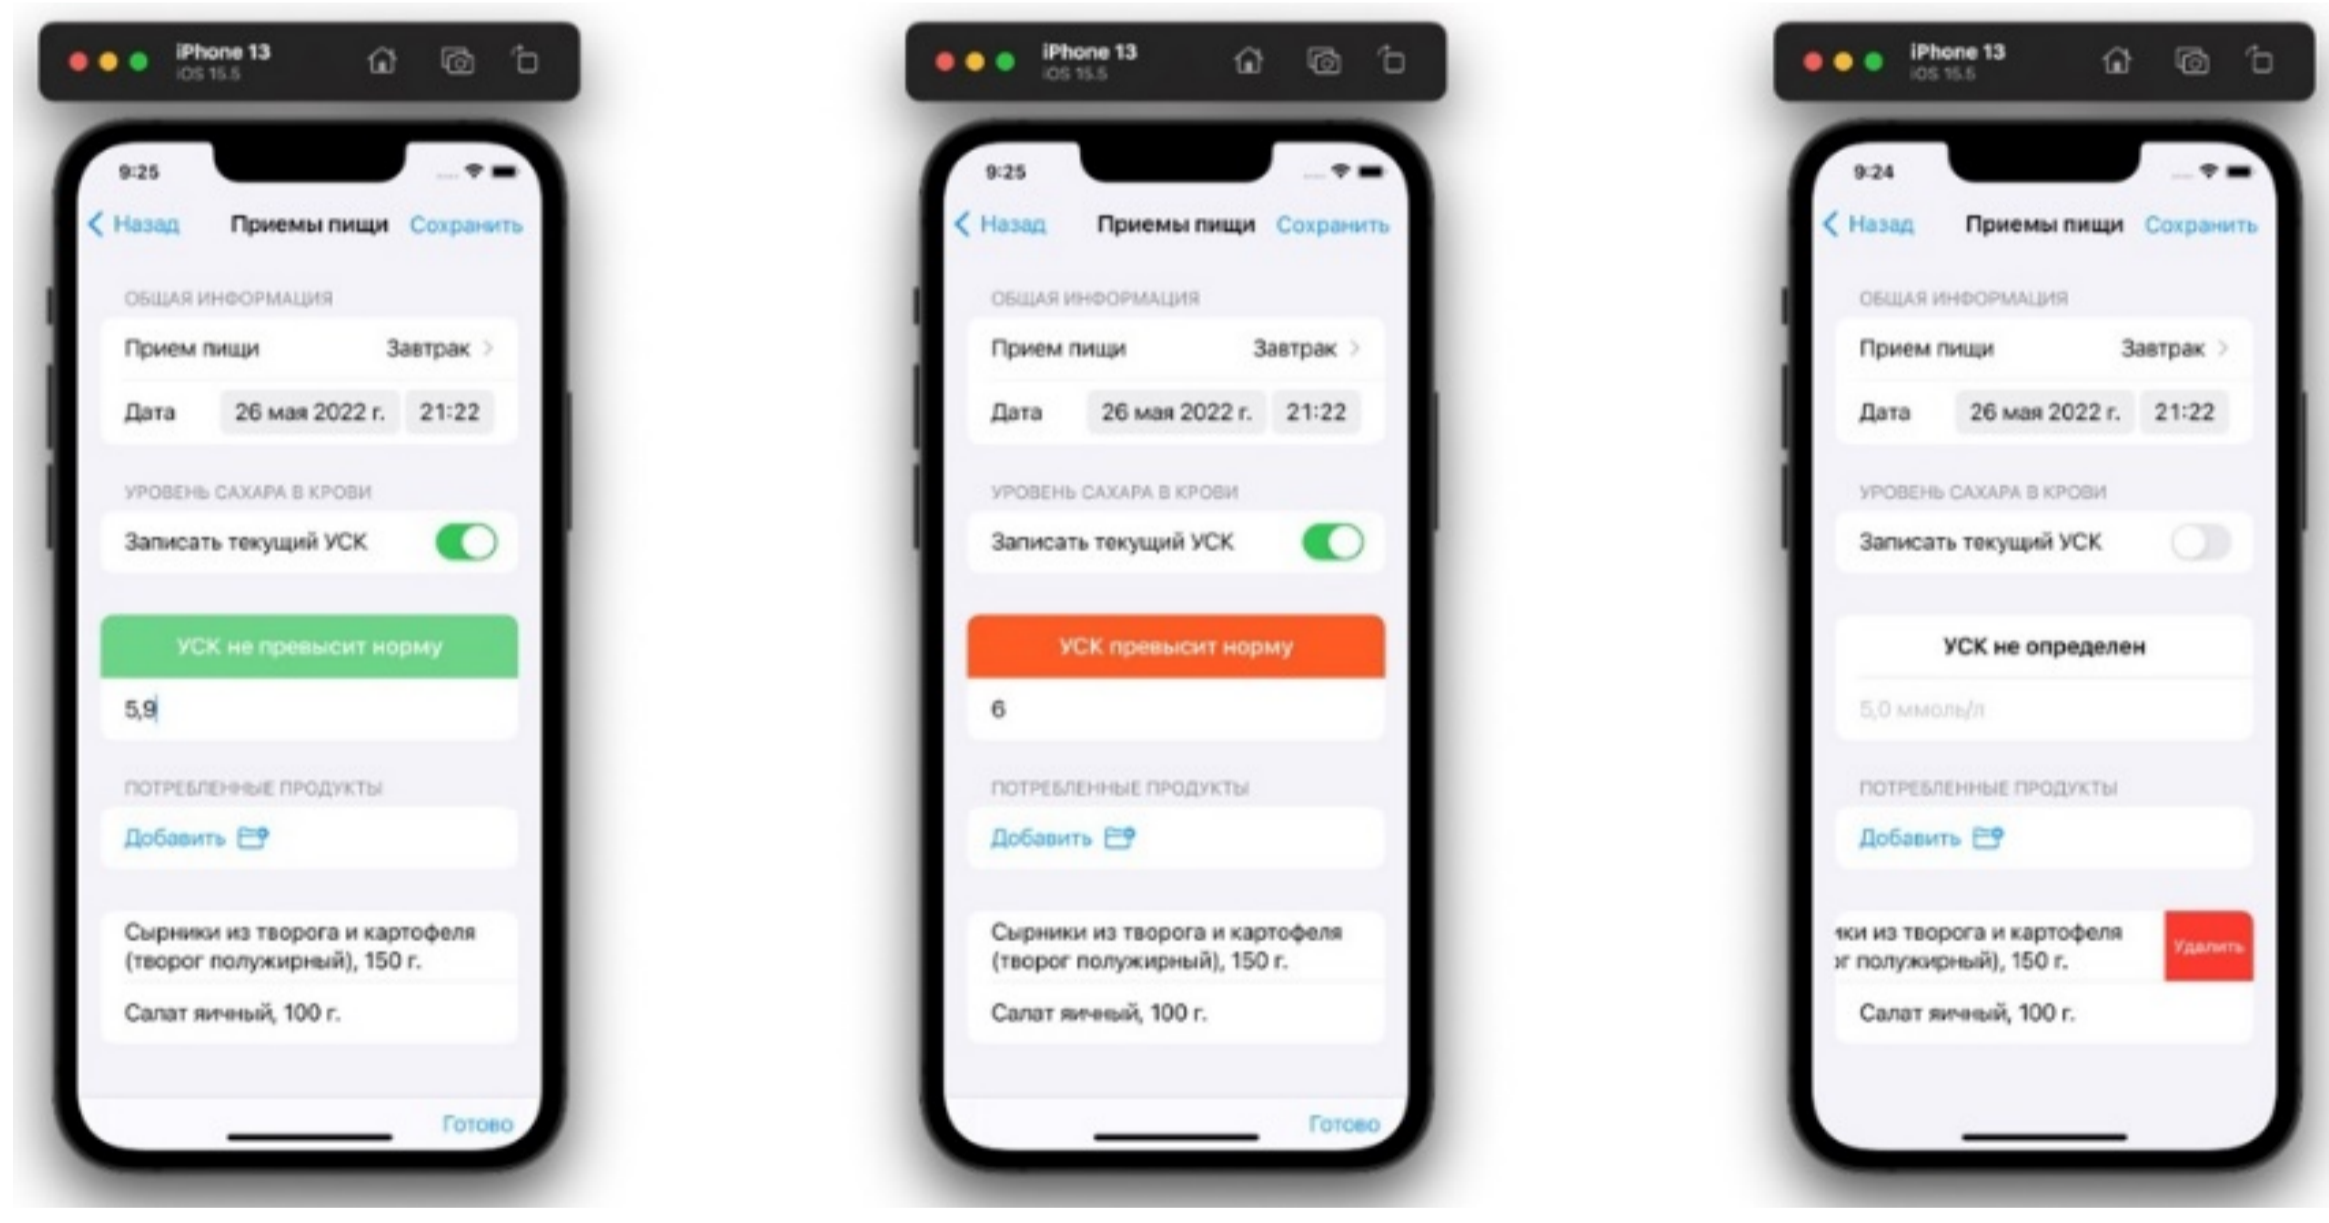 iPhone 13
iOS 15.5
9:25
Назад Приемы пищи Сохранить
ОБЩАЯ ИНФОРМАЦИЯ
Прием пищи Завтрак
Дата 26 мая 2022 г. 21:22
УРОВЕНЬ САХАРА В КРОВИ
Записать текущий УСК
УСК не превысит норму
5,9
ПОТРЕБЛЕННЫЕ ПРОДУКТЫ
Добавить
Сырники из творога и картофеля
(творог полужирный), 150 г.
Салат яичный, 100 г.
Готово
iPhone 13
iOS 15.5
9:25
Назад Приемы пищи Сохранить
ОБЩАЯ ИНФОРМАЦИЯ
Прием пищи Завтрак
Дата 26 мая 2022 г. 21:22
УРОВЕНЬ САХАРА В КРОВИ
Записать текущий УСК
УСК превысит норму
6
ПОТРЕБЛЕННЫЕ ПРОДУКТЫ
Добавить
Сырники из творога и картофеля
(творог полужирный), 150 г.
Салат яичный, 100 г.
Готово
iPhone 13
iOS 15.5
9:24
Назад Приемы пищи Сохранить
ОБЩАЯ ИНФОРМАЦИЯ
Прием пищи Завтрак
Дата 26 мая 2022 г. 21:22
УРОВЕНЬ САХАРА В КРОВИ
Записать текущий УСК
УСК не определен
5,0 ммоль/л
ПОТРЕБЛЕННЫЕ ПРОДУКТЫ
Добавить
ики из творога и картофеля
ог полужирный), 150 г.
Удалить
Салат яичный, 100 г.